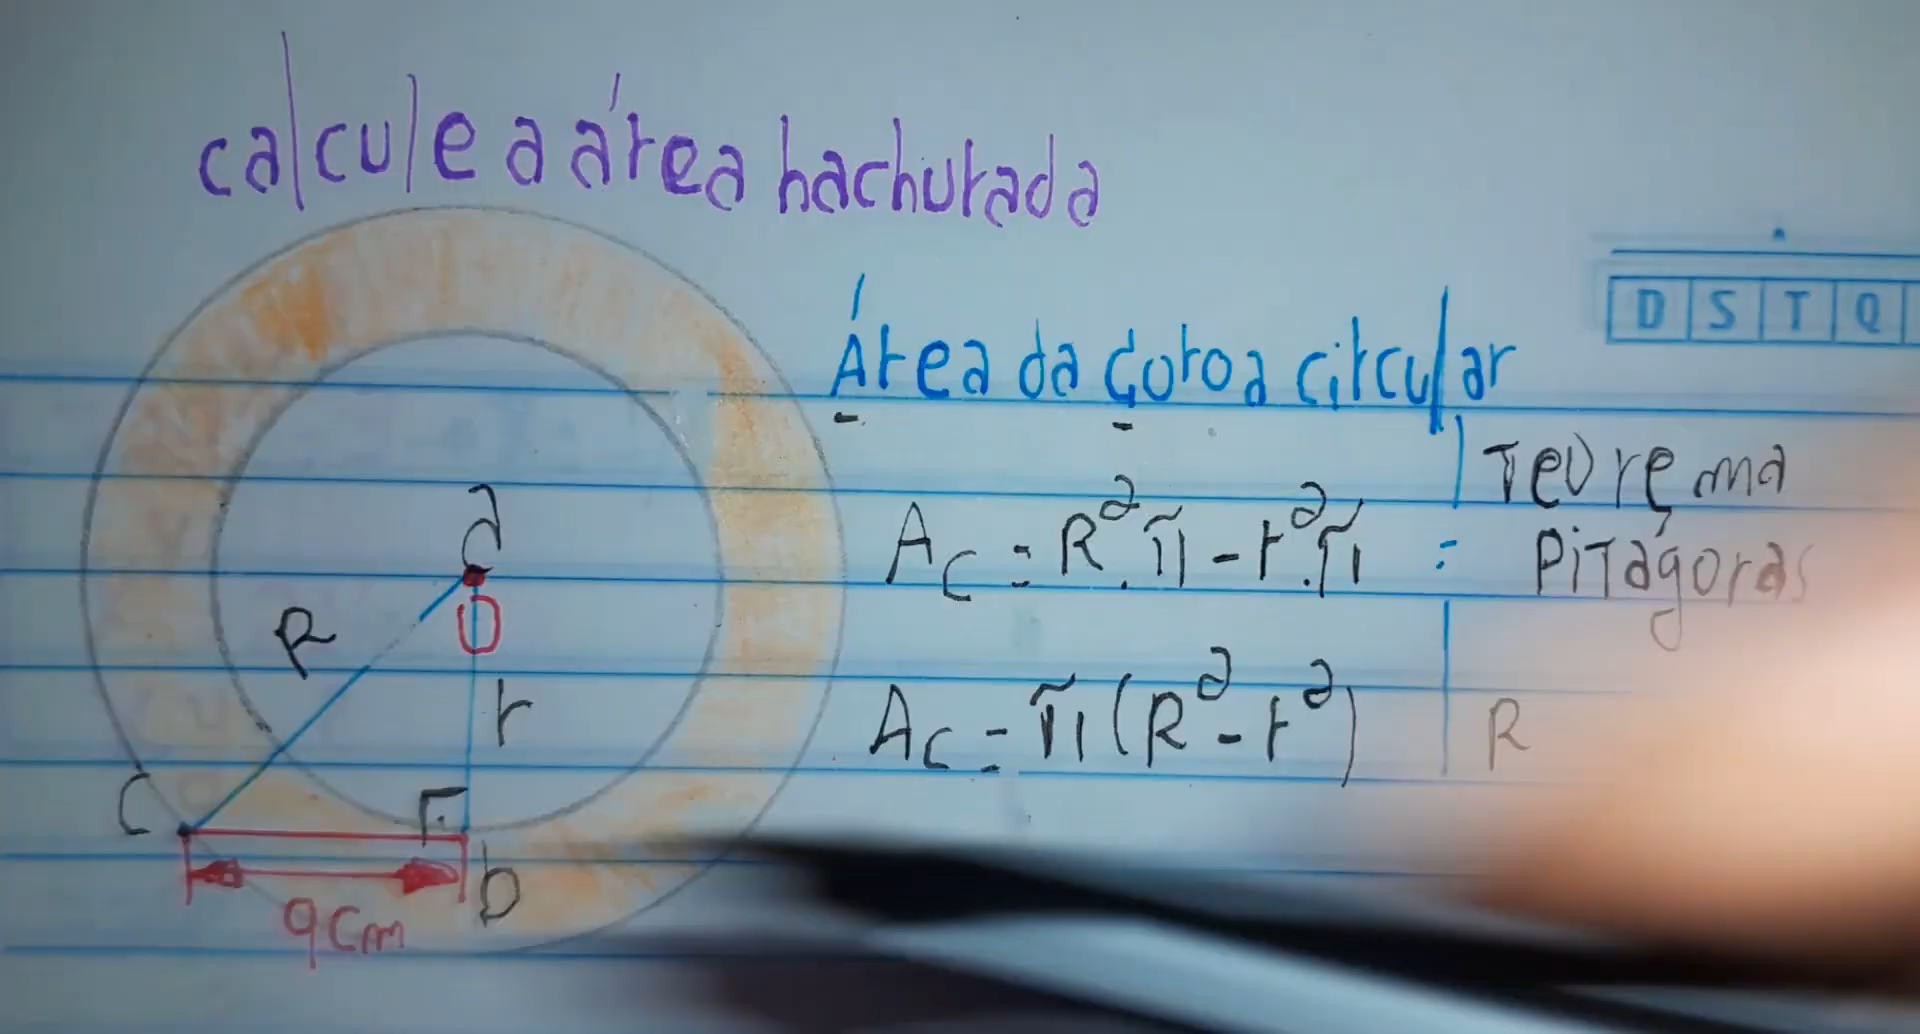 calcule a área hachurada
D S T Q
Área da Coroa circular
Teorema
Pitágoras
Ac = R².π - r².π :
Ac = π(R² - r²)
R
a
O
R
r
C
b
9cm